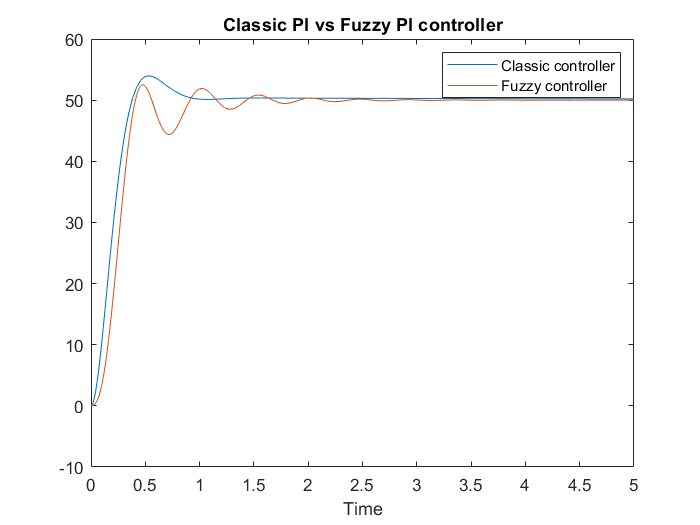 Classic PI vs Fuzzy PI controller
60
50
40
30
20
10
0
-10
Classic controller
Fuzzy controller
0 0.5 1 1.5 2 2.5 3 3.5 4 4.5 5
Time